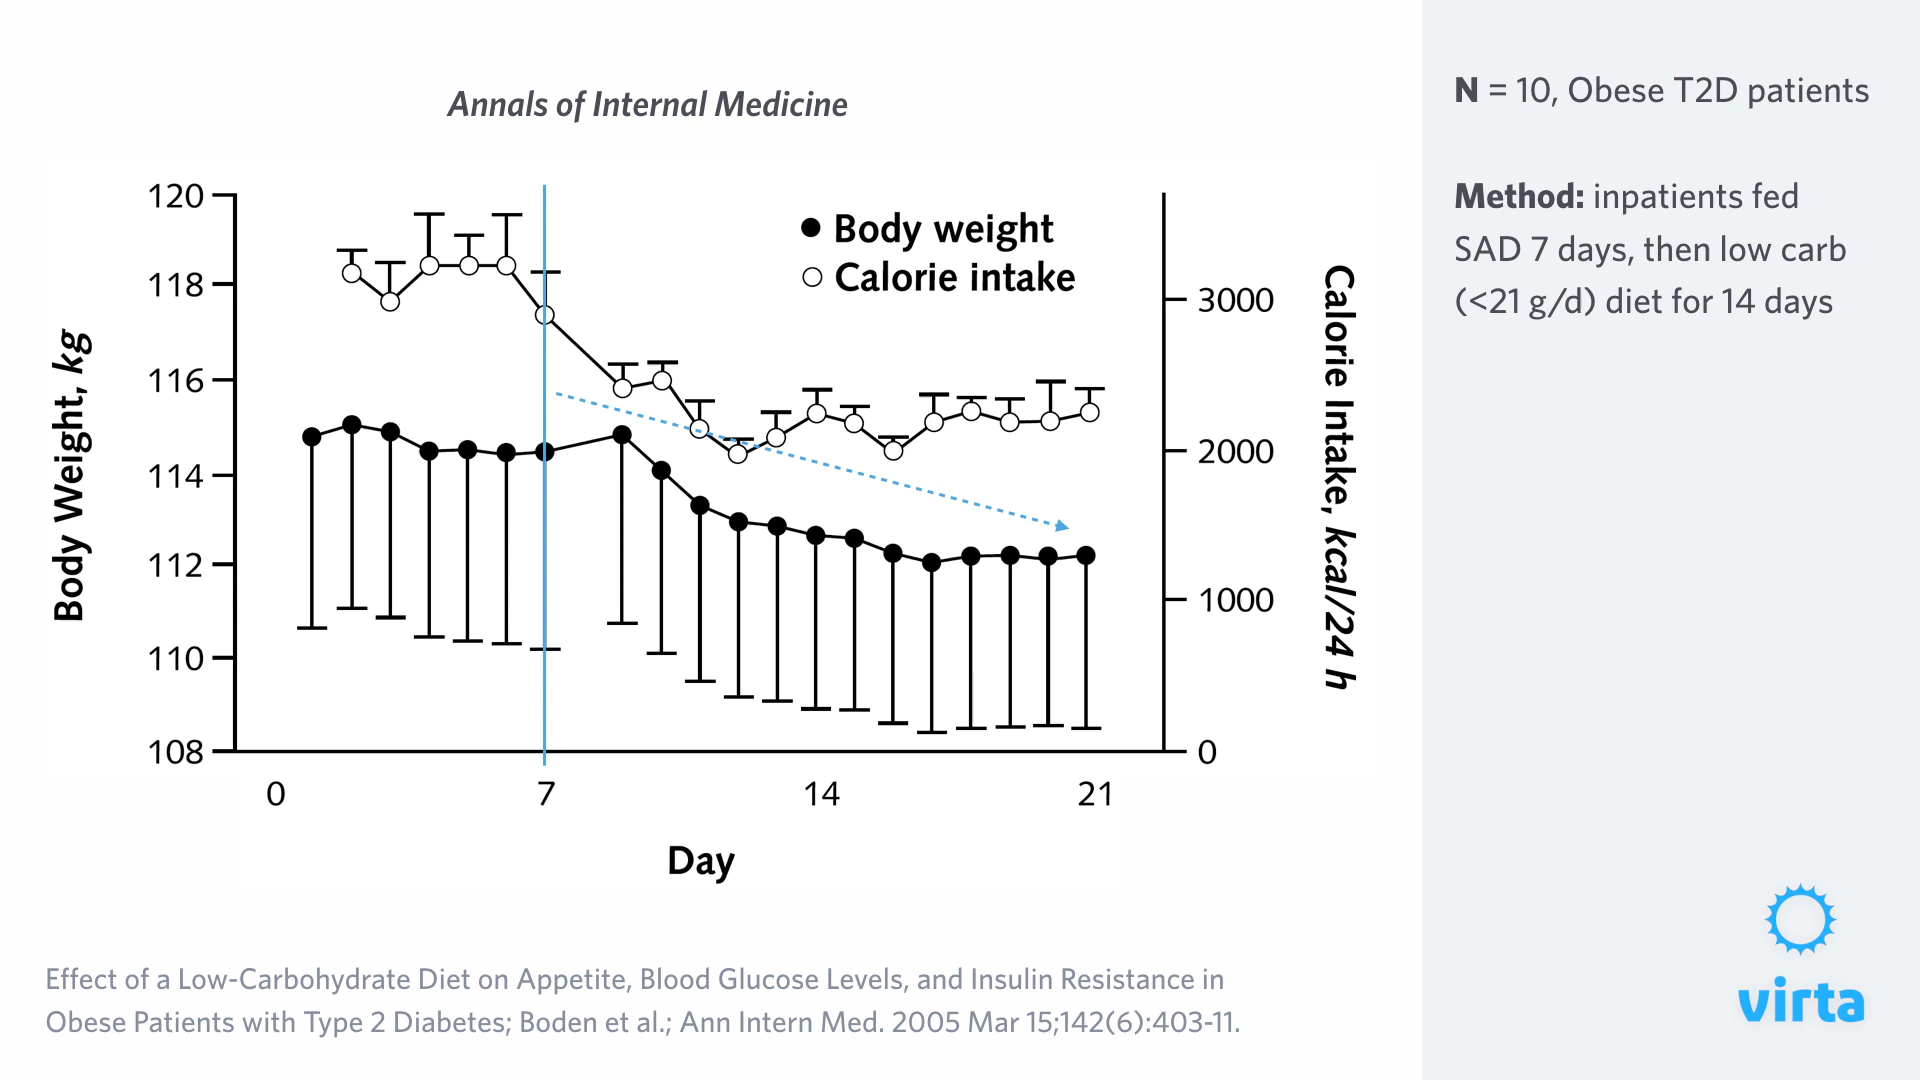 Annals of Internal Medicine
N = 10, Obese T2D patients
Method: inpatients fed
SAD 7 days, then low carb
(<21 g/d) diet for 14 days
Body weight
Calorie intake
Body Weight, kg
120
118
116
114
112
110
108
3000
2000
1000
0
Calorie Intake, kcal/24 h
0
7
14
21
Day
Effect of a Low-Carbohydrate Diet on Appetite, Blood Glucose Levels, and Insulin Resistance in
Obese Patients with Type 2 Diabetes; Boden et al.; Ann Intern Med. 2005 Mar 15;142(6):403-11.
virta